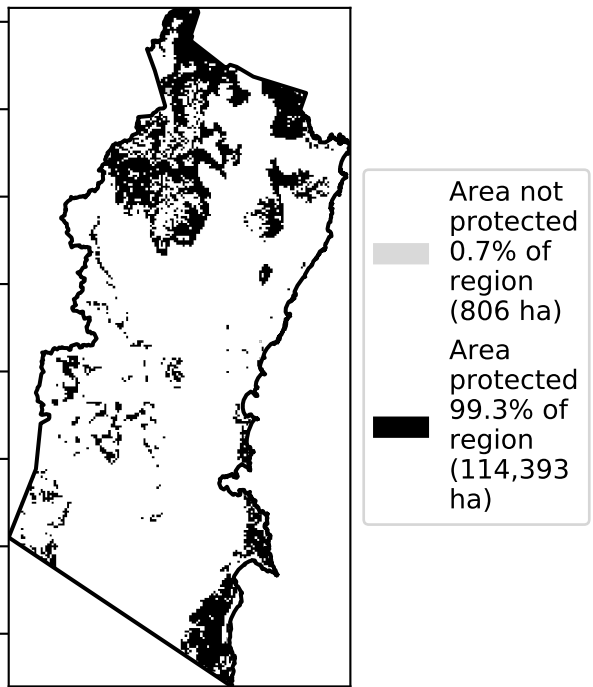 Area not
protected
0.7% of
region
(806 ha)
Area
protected
99.3% of
region
(114,393
ha)